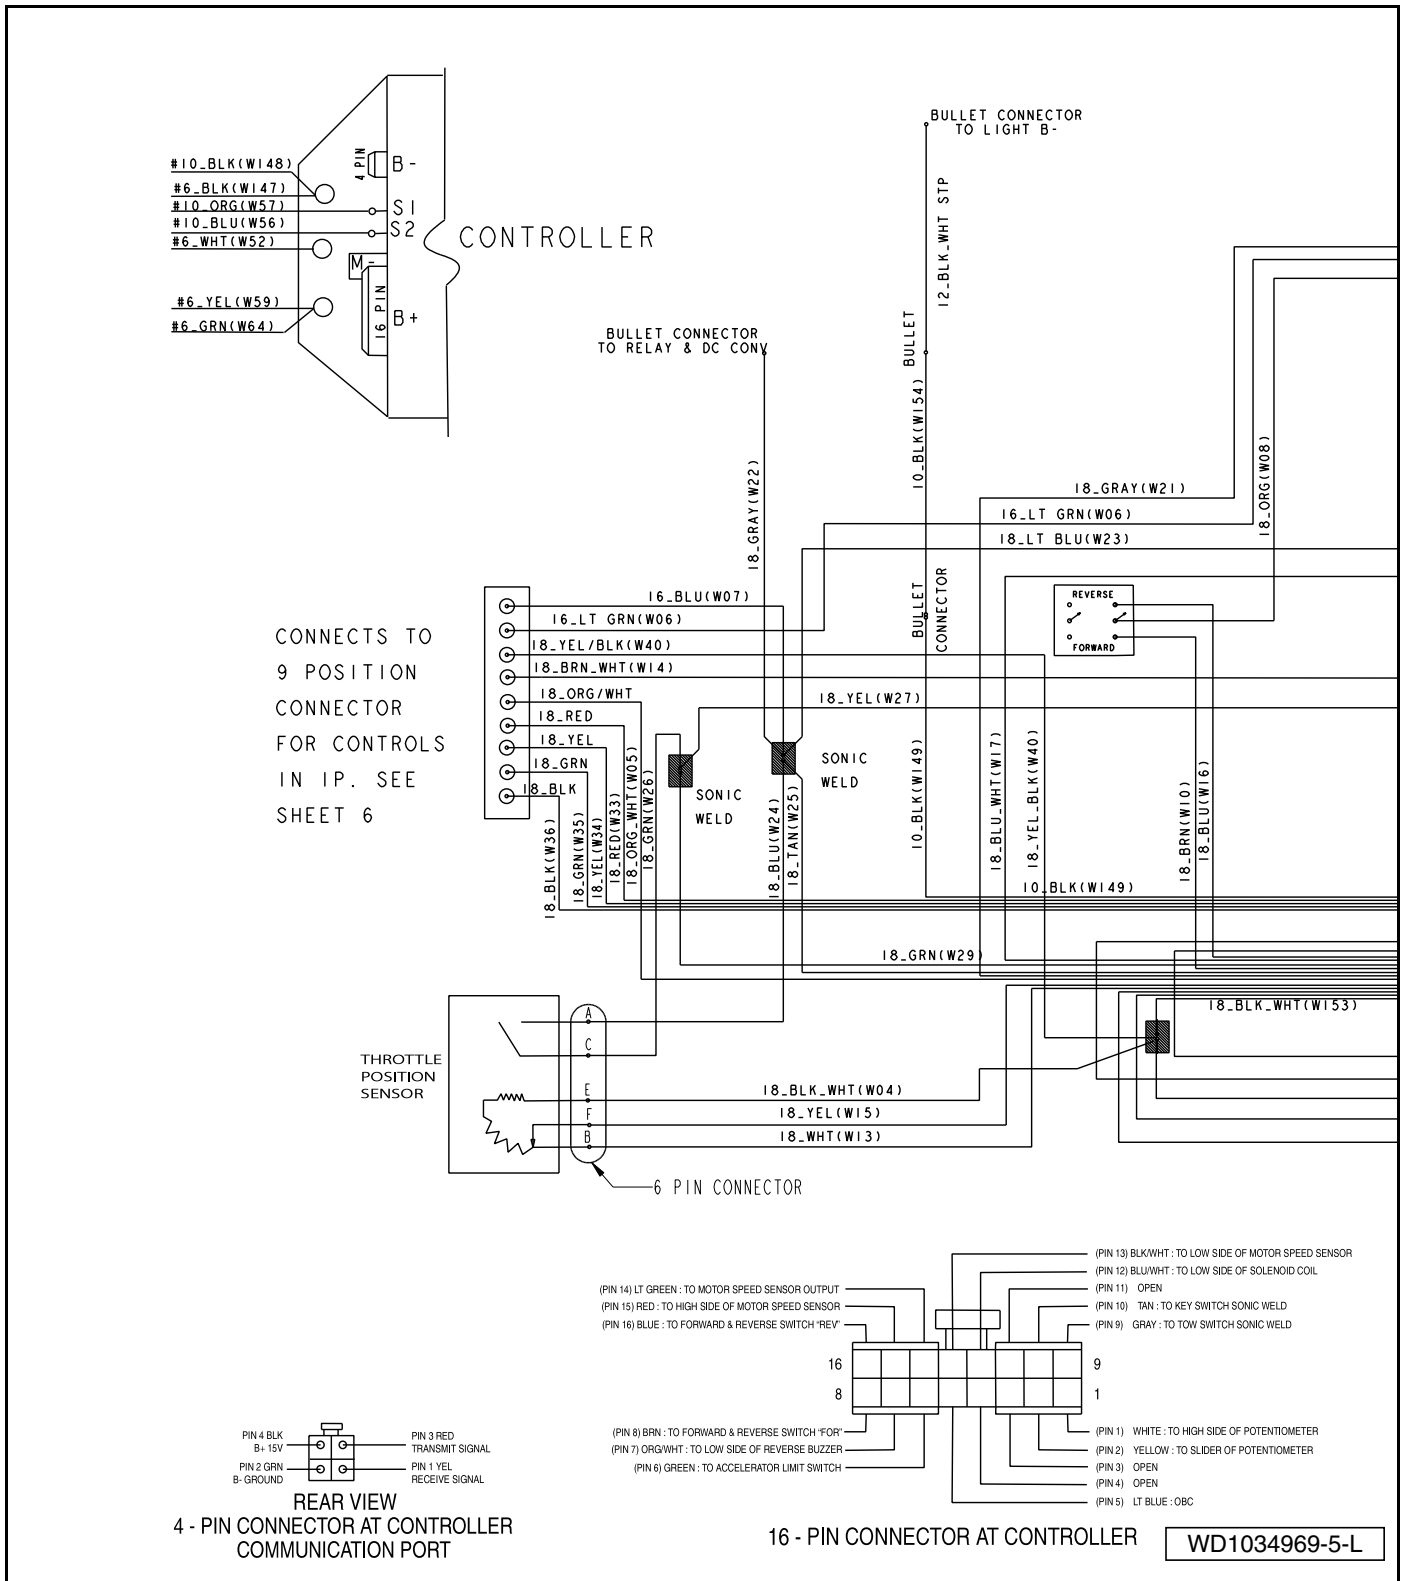 #10_BLK(W148)
#6_BLK(W147)
#10_ORG(W57)
#10_BLU(W56)
#6_WHT(W52)
#6_YEL(W59)
#6_GRN(W64)
4 PIN
B-
S1
S2
M-
16 PIN
B+
CONTROLLER
BULLET CONNECTOR
TO LIGHT B-
12_BLK_WHT STP
BULLET
10_BLK(W154)
BULLET CONNECTOR
TO RELAY & DC CONV
18_GRAY(W22)
18_GRAY(W21)
16_LT GRN(W06)
18_LT BLU(W23)
18_ORG(W08)
BULLET
CONNECTOR
REVERSE
FORWARD
CONNECTS TO
9 POSITION
CONNECTOR
FOR CONTROLS
IN IP. SEE
SHEET 6
16_BLU(W07)
16_LT GRN(W06)
18_YEL/BLK(W40)
18_BRN_WHT(W14)
18_ORG/WHT
18_RED
18_YEL
18_GRN
18_BLK
18_YEL(W27)
SONIC
WELD
SONIC
WELD
18_BLK(W36)
18_GRN(W35)
18_YEL(W34)
18_RED(W33)
18_ORG_WHT(W05)
18_GRN(W26)
18_BLU(W24)
18_TAN(W25)
10_BLK(W149)
18_BLU_WHT(W17)
18_YEL_BLK(W40)
18_BRN(W10)
18_BLU(W16)
10_BLK(W149)
18_GRN(W29)
18_BLK_WHT(W153)
THROTTLE
POSITION
SENSOR
A
C
E
F
B
18_BLK_WHT(W04)
18_YEL(W15)
18_WHT(W13)
6 PIN CONNECTOR
(PIN 13) BLK/WHT : TO LOW SIDE OF MOTOR SPEED SENSOR
(PIN 12) BLU/WHT : TO LOW SIDE OF SOLENOID COIL
(PIN 11) OPEN
(PIN 10) TAN : TO KEY SWITCH SONIC WELD
(PIN 9) GRAY : TO TOW SWITCH SONIC WELD
(PIN 14) LT GREEN : TO MOTOR SPEED SENSOR OUTPUT
(PIN 15) RED : TO HIGH SIDE OF MOTOR SPEED SENSOR
(PIN 16) BLUE : TO FORWARD & REVERSE SWITCH “REV”
16
9
8
1
(PIN 8) BRN : TO FORWARD & REVERSE SWITCH “FOR”
(PIN 7) ORG/WHT : TO LOW SIDE OF REVERSE BUZZER
(PIN 6) GREEN : TO ACCELERATOR LIMIT SWITCH
(PIN 1) WHITE : TO HIGH SIDE OF POTENTIOMETER
(PIN 2) YELLOW : TO SLIDER OF POTENTIOMETER
(PIN 3) OPEN
(PIN 4) OPEN
(PIN 5) LT BLUE : OBC
PIN 4 BLK
B+ 15V
PIN 2 GRN
B- GROUND
PIN 3 RED
TRANSMIT SIGNAL
PIN 1 YEL
RECEIVE SIGNAL
REAR VIEW
4 - PIN CONNECTOR AT CONTROLLER
COMMUNICATION PORT
16 - PIN CONNECTOR AT CONTROLLER
WD1034969-5-L